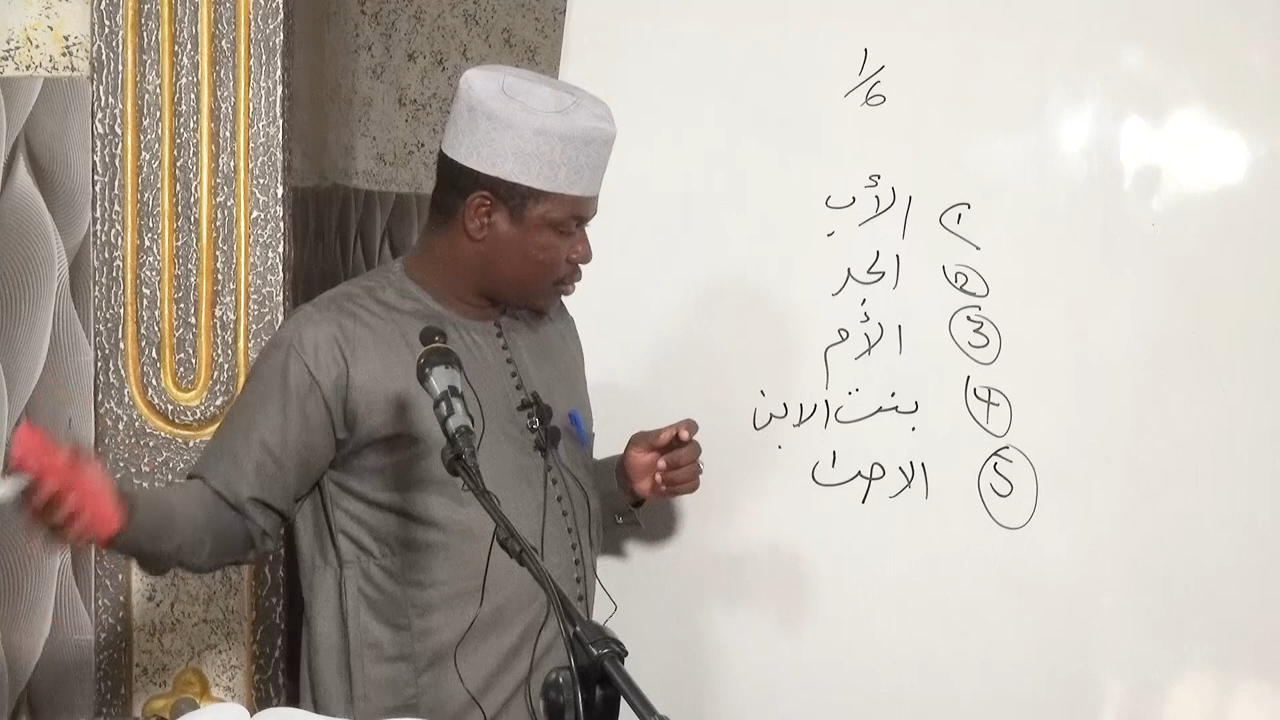 1/6
1) الأب
2 الجد
3 الأم
4 بنت الابن
5 الاخت